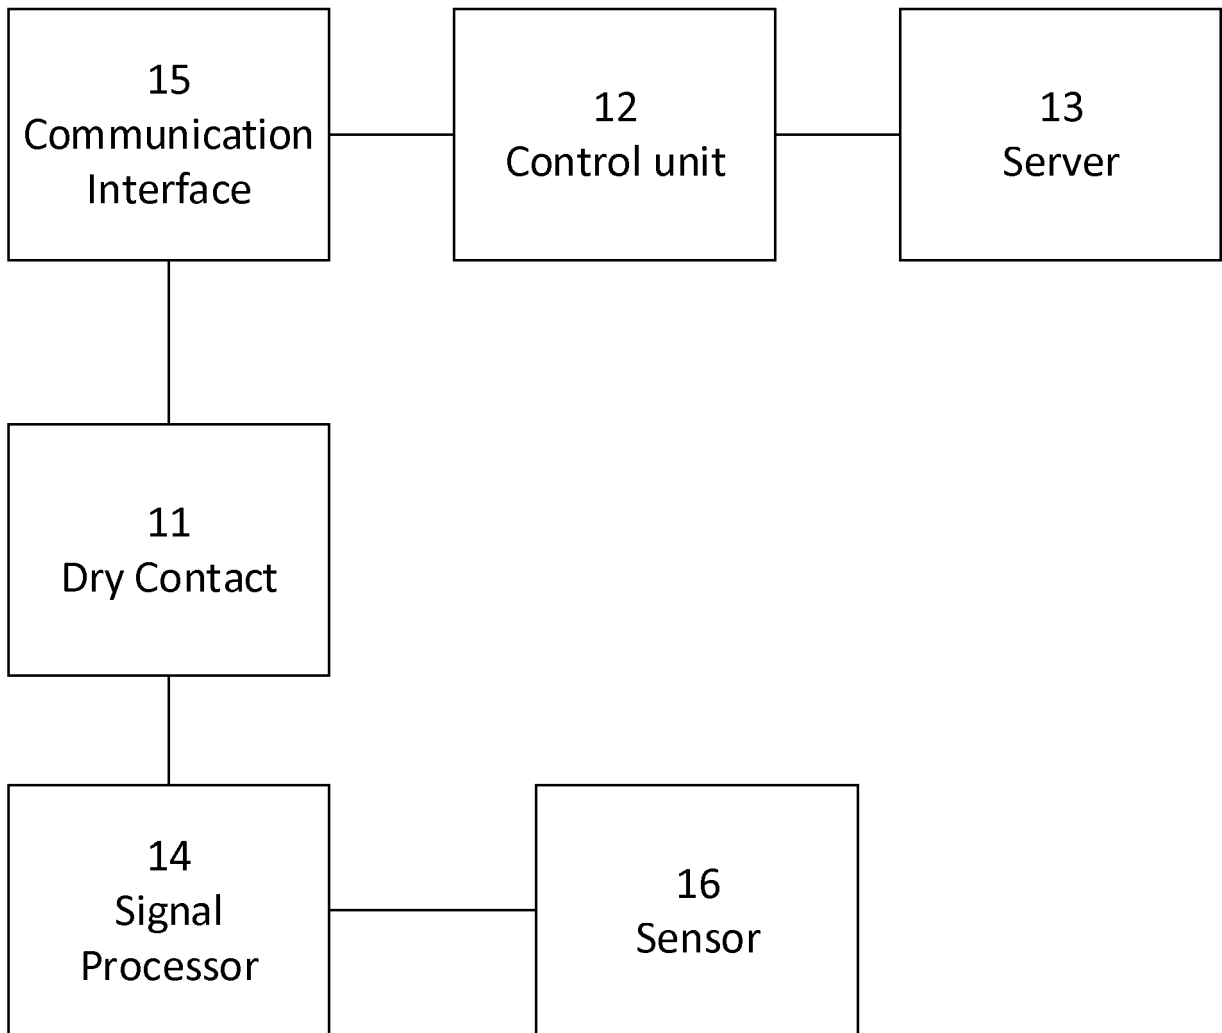 15
Communication
Interface
12
Control unit
13
Server
11
Dry Contact
14
Signal
Processor
16
Sensor